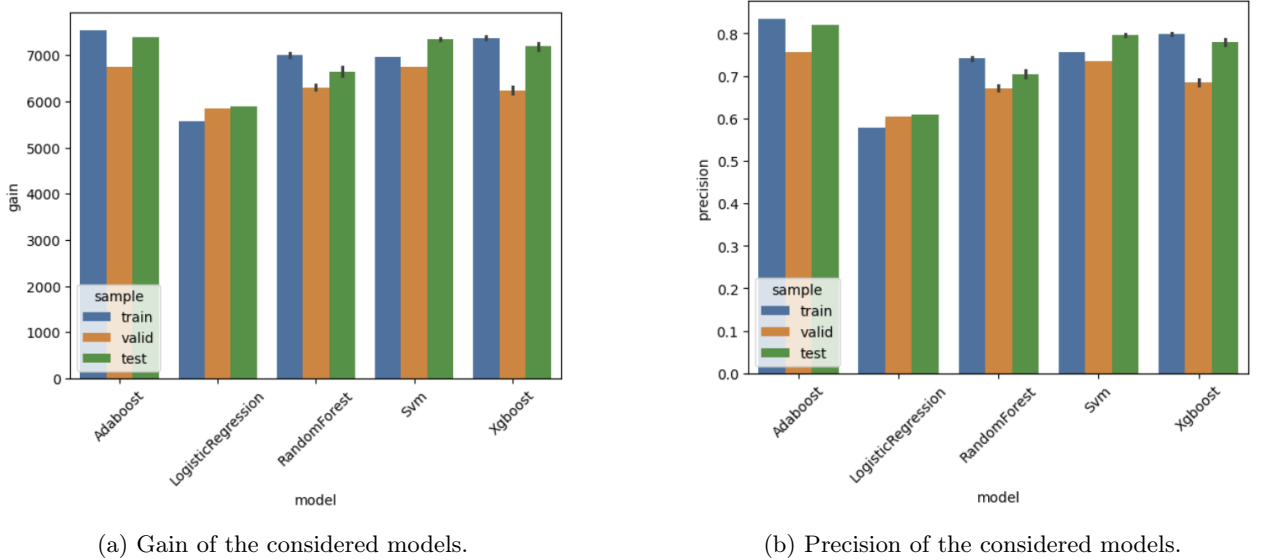 7000
6000
5000
4000
3000
2000
1000
0
gain
sample
train
valid
test
Adaboost
LogisticRegression
RandomForest
Svm
Xgboost
model
(a) Gain of the considered models.
0.8
0.7
0.6
0.5
0.4
0.3
0.2
0.1
0.0
precision
sample
train
valid
test
Adaboost
LogisticRegression
RandomForest
Svm
Xgboost
model
(b) Precision of the considered models.